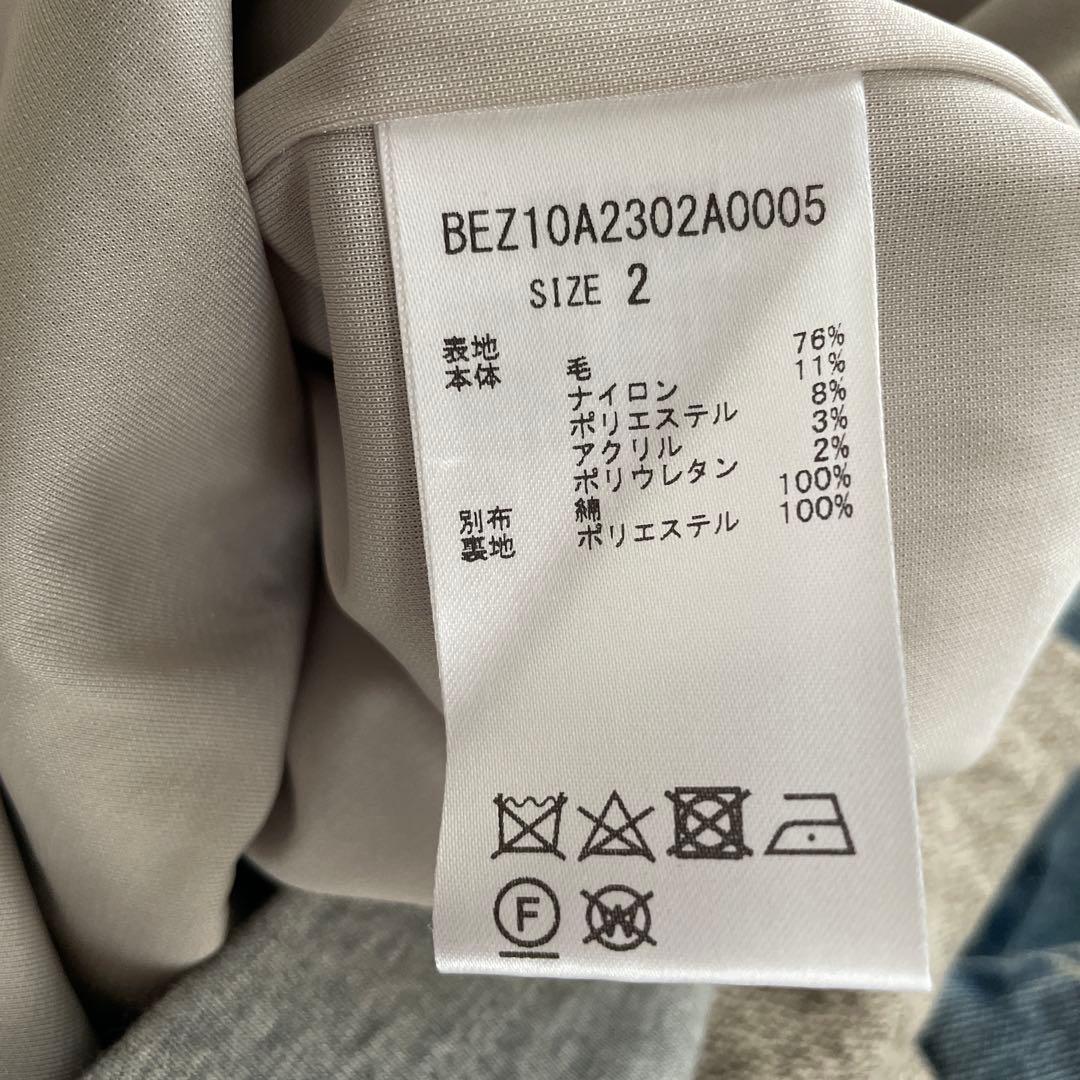 BEZ10A2302A0005
SIZE 2
表地 76%
本体 毛 11%
ナイロン 8%
ポリエステル 3%
アクリル 2%
ポリウレタン 100%
別布 綿 100%
裏地 ポリエステル
F
W